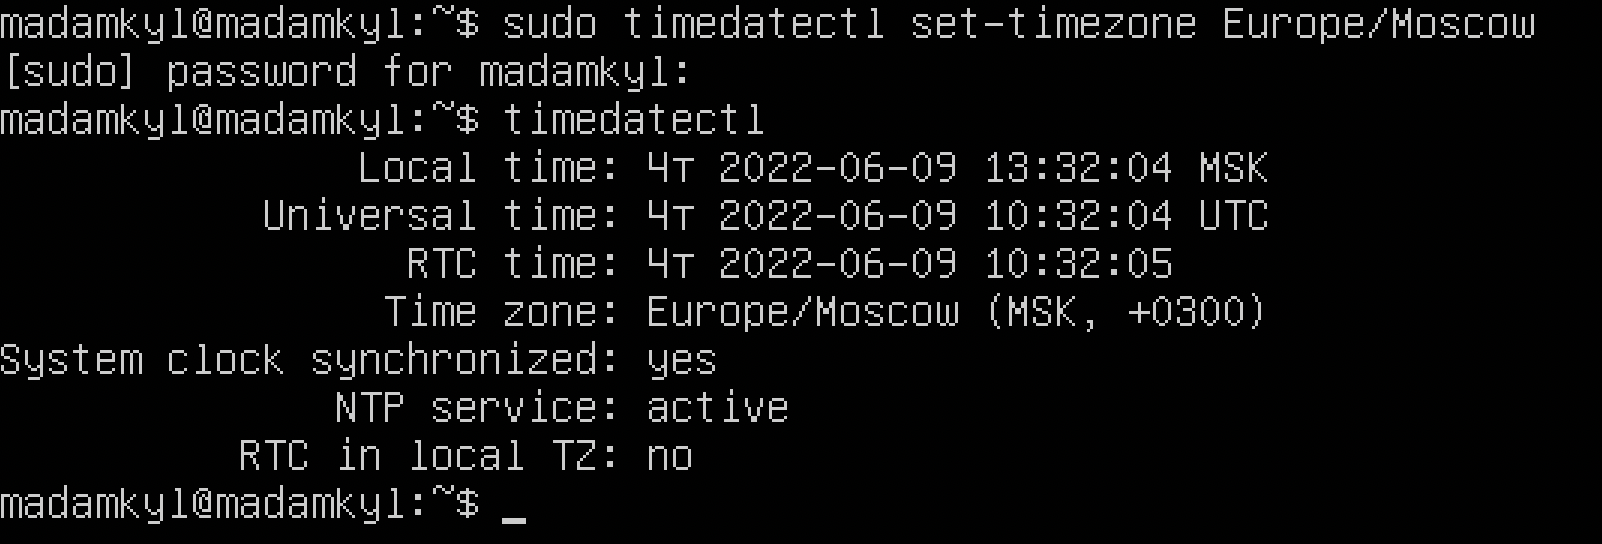 madamkyl@madamkyl:~$ sudo timedatectl set-timezone Europe/Moscow
[sudo] password for madamkyl:
madamkyl@madamkyl:~$ timedatectl
Local time: Чт 2022-06-09 13:32:04 MSK
Universal time: Чт 2022-06-09 10:32:04 UTC
RTC time: Чт 2022-06-09 10:32:05
Time zone: Europe/Moscow (MSK, +0300)
System clock synchronized: yes
NTP service: active
RTC in local TZ: no
madamkyl@madamkyl:~$ _